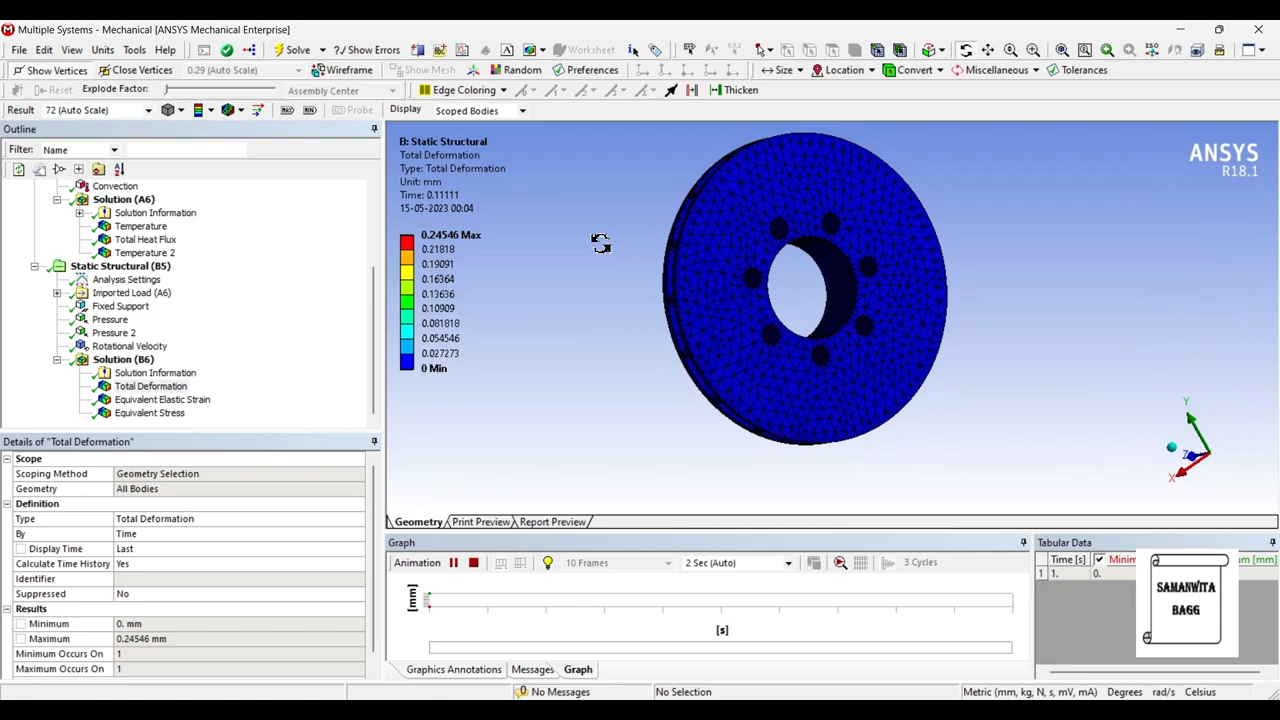 Multiple Systems - Mechanical [ANSYS Mechanical Enterprise]
File Edit View Units Tools Help Solve ?/ Show Errors Worksheet
Show Vertices Close Vertices 0.29 (Auto Scale) Wireframe Show Mesh Random Preferences Size Location Convert Miscellaneous Tolerances
Reset Explode Factor: Assembly Center Edge Coloring Thicken
Result 72 (Auto Scale) MAX MIN Probe Display Scoped Bodies
Outline
Filter: Name
Convection
Solution (A6)
Solution Information
Temperature
Total Heat Flux
Temperature 2
Static Structural (B5)
Analysis Settings
Imported Load (A6)
Fixed Support
Pressure
Pressure 2
Rotational Velocity
Solution (B6)
Solution Information
Total Deformation
Equivalent Elastic Strain
Equivalent Stress
Details of "Total Deformation"
Scope
Scoping Method Geometry Selection
Geometry All Bodies
Definition
Type Total Deformation
By Time
Display Time Last
Calculate Time History Yes
Identifier
Suppressed No
Results
Minimum 0. mm
Maximum 0.24546 mm
Minimum Occurs On 1
Maximum Occurs On 1
B: Static Structural
Total Deformation
Type: Total Deformation
Unit: mm
Time: 0.11111
15-05-2023 00:04
0.24546 Max
0.21818
0.19091
0.16364
0.13636
0.10909
0.081818
0.054546
0.027273
0 Min
ANSYS
R18.1
Y
Z
X
Geometry Print Preview Report Preview
Graph
Animation 10 Frames 2 Sec (Auto) 3 Cycles
[mm]
[s]
Graphics Annotations Messages Graph
Tabular Data
Time [s] Minim um [mm]
1 1. 0.
SAMANWITA
BAGG
No Messages No Selection Metric (mm, kg, N, s, mV, mA) Degrees rad/s Celsius